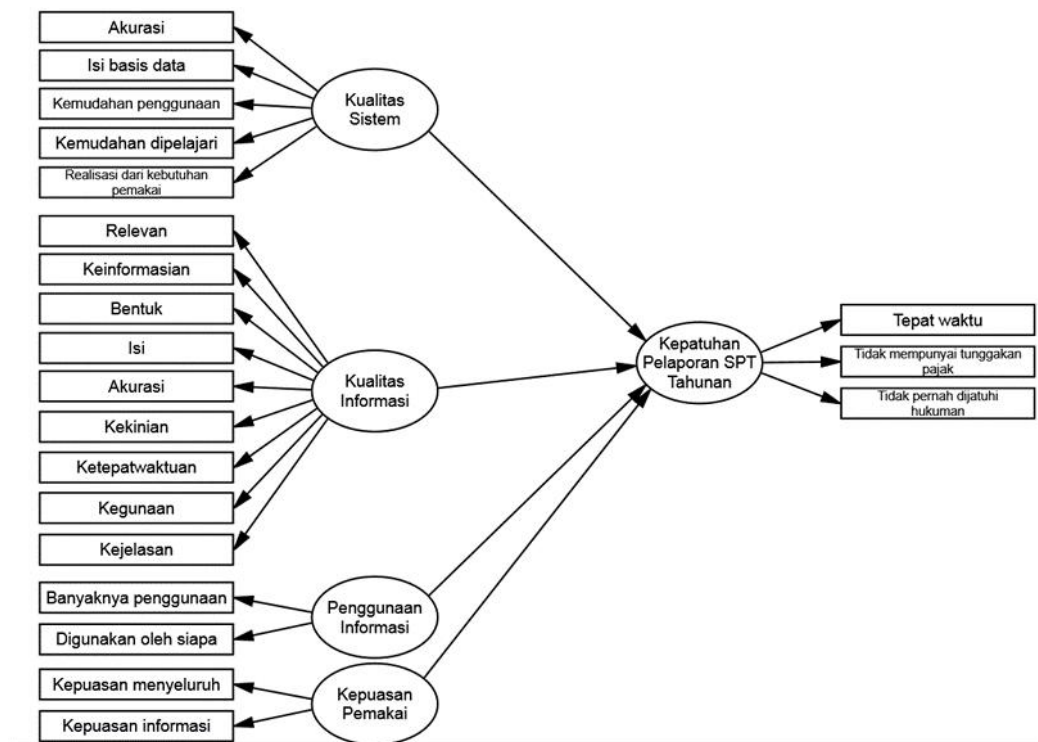 Akurasi
Isi basis data
Kemudahan penggunaan
Kemudahan dipelajari
Realisasi dari kebutuhan
pemakai
Kualitas
Sistem
Relevan
Keinformasian
Bentuk
Isi
Akurasi
Kekinian
Ketepatwaktuan
Kegunaan
Kejelasan
Kualitas
Informasi
Banyaknya penggunaan
Digunakan oleh siapa
Penggunaan
Informasi
Kepuasan menyeluruh
Kepuasan informasi
Kepuasan
Pemakai
Kepatuhan
Pelaporan SPT
Tahunan
Tepat waktu
Tidak mempunyai tunggakan
pajak
Tidak pernah dijatuhi
hukuman